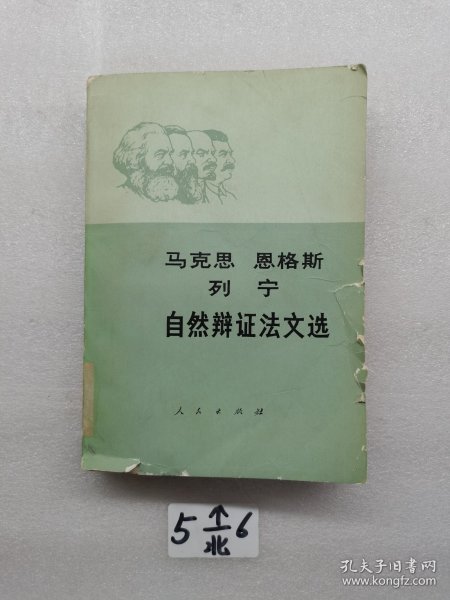 马克思 恩格斯
列 宁
自然辩证法文选
人民出版社
5 ↑ 6
北
孔夫子旧书网
www.kongfz.com